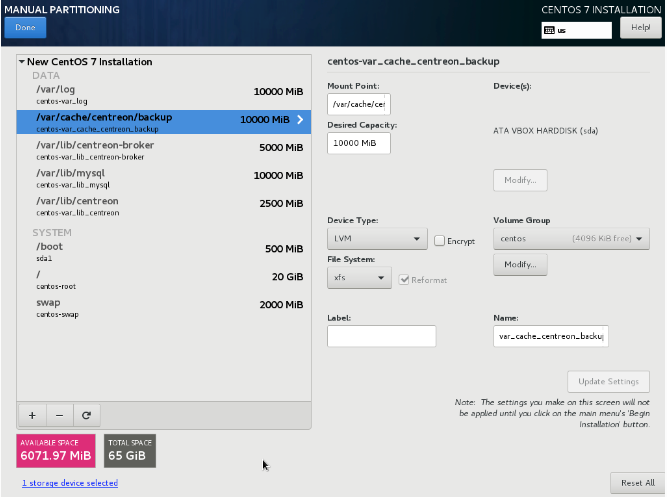 MANUAL PARTITIONING
CENTOS 7 INSTALLATION
Done
us
Help!
New CentOS 7 Installation
DATA
/var/log
10000 MiB
centos-var_log
/var/cache/centreon/backup
10000 MiB
centos-var_cache_centreon_backup
/var/lib/centreon-broker
5000 MiB
centos-var_lib_centreon-broker
/var/lib/mysql
10000 MiB
centos-var_lib_mysql
/var/lib/centreon
2500 MiB
centos-var_lib_centreon
SYSTEM
/boot
500 MiB
sda1
/
20 GiB
centos-root
swap
2000 MiB
centos-swap
+ −
AVAILABLE SPACE
6071.97 MiB
TOTAL SPACE
65 GiB
1 storage device selected
centos-var_cache_centreon_backup
Mount Point:
/var/cache/cen
Desired Capacity:
10000 MiB
Device(s):
ATA VBOX HARDDISK (sda)
Modify...
Device Type:
LVM
Encrypt
File System:
xfs
Reformat
Volume Group
centos (4096 KiB free)
Modify...
Label:
Name:
var_cache_centreon_backup
Update Settings
Note: The settings you make on this screen will not
be applied until you click on the main menu's 'Begin
Installation' button.
Reset All